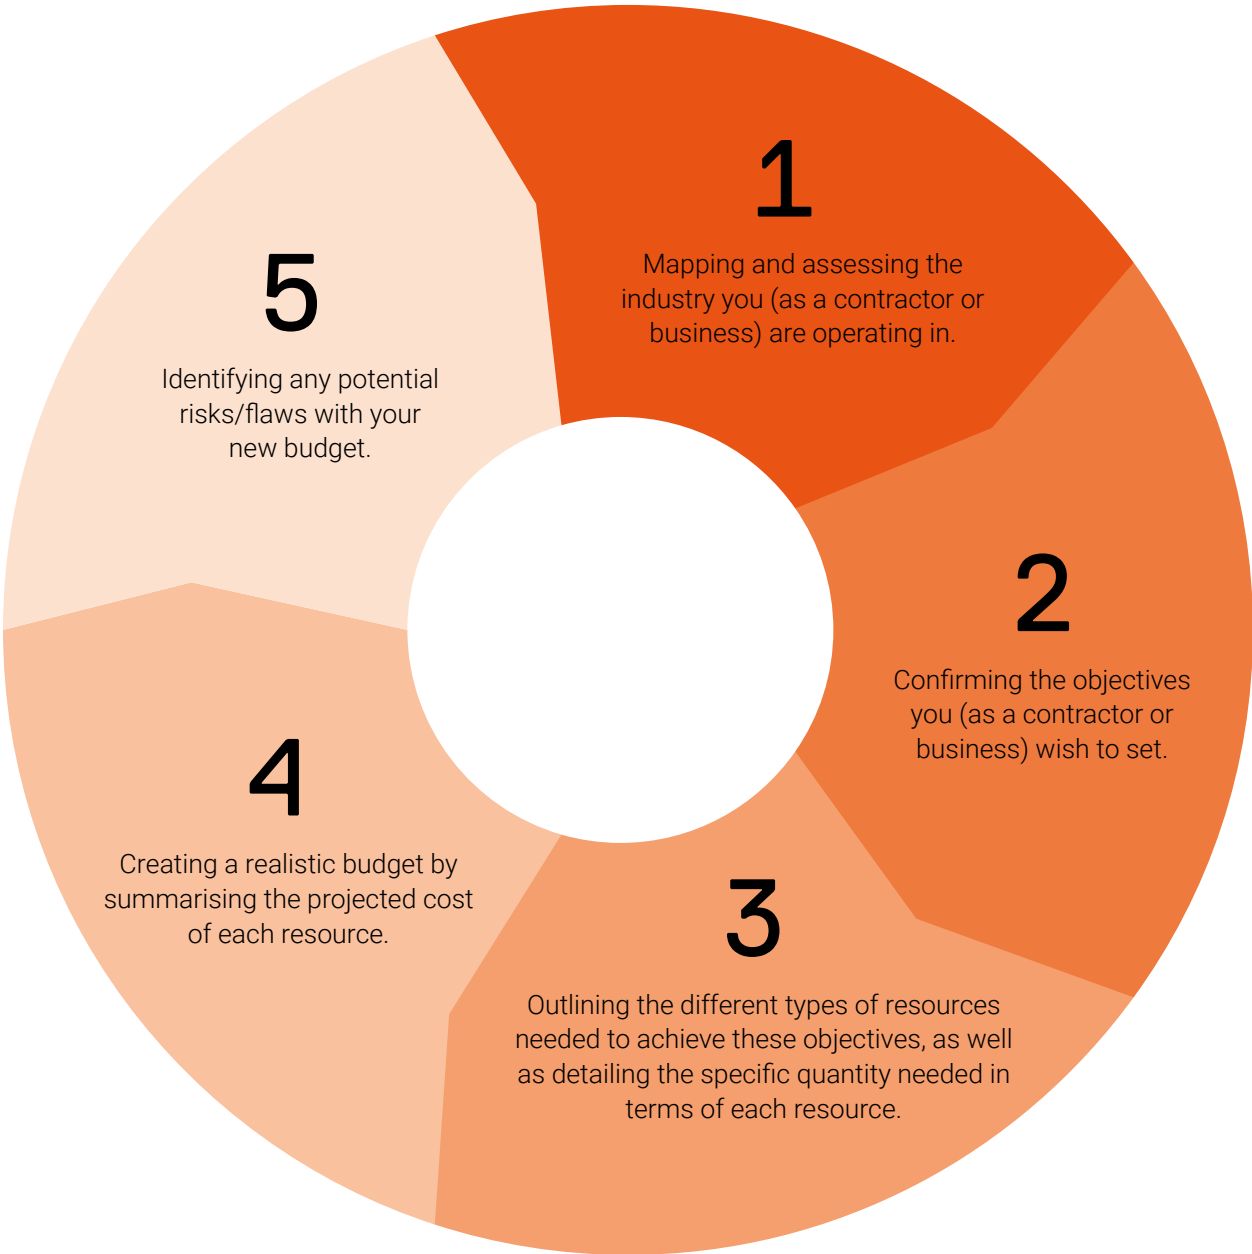 1
Mapping and assessing the
industry you (as a contractor or
business) are operating in.
2
Confirming the objectives
you (as a contractor or
business) wish to set.
3
Outlining the different types of resources
needed to achieve these objectives, as well
as detailing the specific quantity needed in
terms of each resource.
4
Creating a realistic budget by
summarising the projected cost
of each resource.
5
Identifying any potential
risks/flaws with your
new budget.